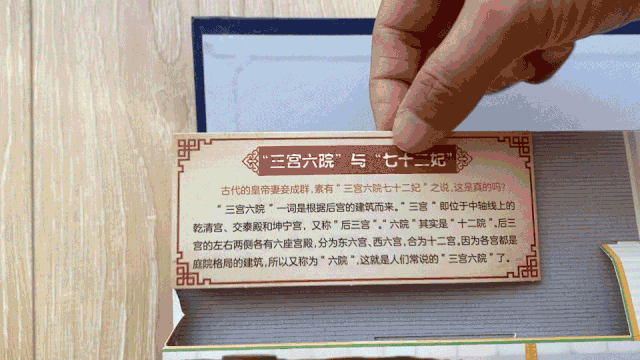 “三宫六院”与“七十二妃”
古代的皇帝妻妾成群，素有“三宫六院七十二妃”之说，这是真的吗？
“三宫六院”一词是根据后宫的建筑而来。“三宫”即位于中轴线上的
乾清宫、交泰殿和坤宁宫，又称“后三宫”。“六院”其实是“十二院”。后三
宫的左右两侧各有六座宫殿，分为东六宫、西六宫，合为十二宫。因为各宫都是
庭院格局的建筑，所以又称为“六院”，这就是人们常说的“三宫六院”了。